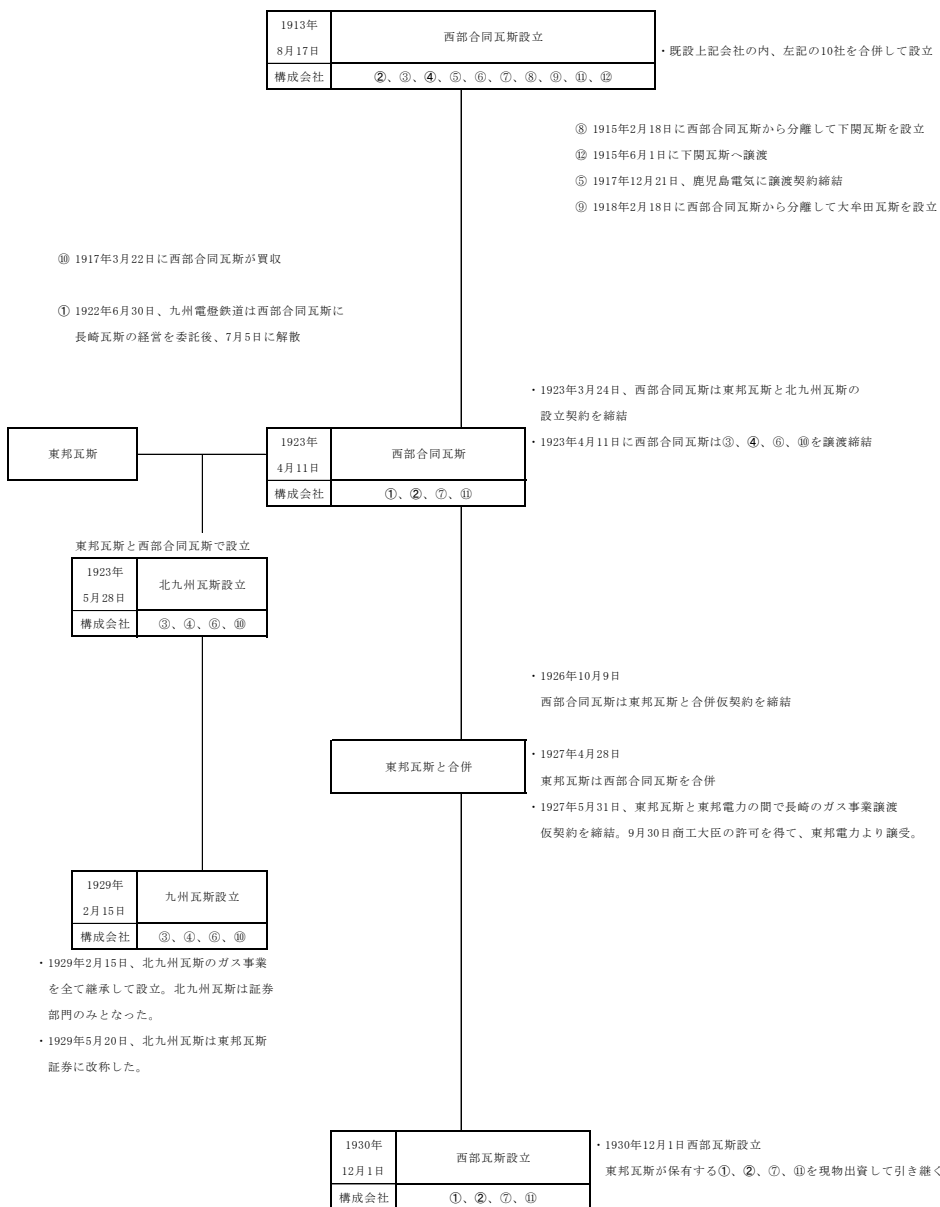 1913年
8月17日
西部合同瓦斯設立
構成会社
②、③、④、⑤、⑥、⑦、⑧、⑨、⑪、⑫
・既設上記会社の内、左記の10社を合併して設立
⑧ 1915年2月18日に西部合同瓦斯から分離して下関瓦斯を設立
⑫ 1915年6月1日に下関瓦斯へ譲渡
⑤ 1917年12月21日、鹿児島電気に譲渡契約締結
⑨ 1918年2月18日に西部合同瓦斯から分離して大牟田瓦斯を設立
⑩ 1917年3月22日に西部合同瓦斯が買収
① 1922年6月30日、九州電燈鉄道は西部合同瓦斯に
長崎瓦斯の経営を委託後、7月5日に解散
・1923年3月24日、西部合同瓦斯は東邦瓦斯と北九州瓦斯の
設立契約を締結
・1923年4月11日に西部合同瓦斯は③、④、⑥、⑩を譲渡締結
東邦瓦斯
1923年
4月11日
西部合同瓦斯
構成会社
①、②、⑦、⑪
東邦瓦斯と西部合同瓦斯で設立
1923年
5月28日
北九州瓦斯設立
構成会社
③、④、⑥、⑩
・1926年10月9日
西部合同瓦斯は東邦瓦斯と合併仮契約を締結
東邦瓦斯と合併
・1927年4月28日
東邦瓦斯は西部合同瓦斯を合併
・1927年5月31日、東邦瓦斯と東邦電力の間で長崎のガス事業譲渡
仮契約を締結。9月30日商工大臣の許可を得て、東邦電力より譲受。
1929年
2月15日
九州瓦斯設立
構成会社
③、④、⑥、⑩
・1929年2月15日、北九州瓦斯のガス事業
を全て継承して設立。北九州瓦斯は証券
部門のみとなった。
・1929年5月20日、北九州瓦斯は東邦瓦斯
証券に改称した。
1930年
12月1日
西部瓦斯設立
構成会社
①、②、⑦、⑪
・1930年12月1日西部瓦斯設立
東邦瓦斯が保有する①、②、⑦、⑪を現物出資して引き継ぐ